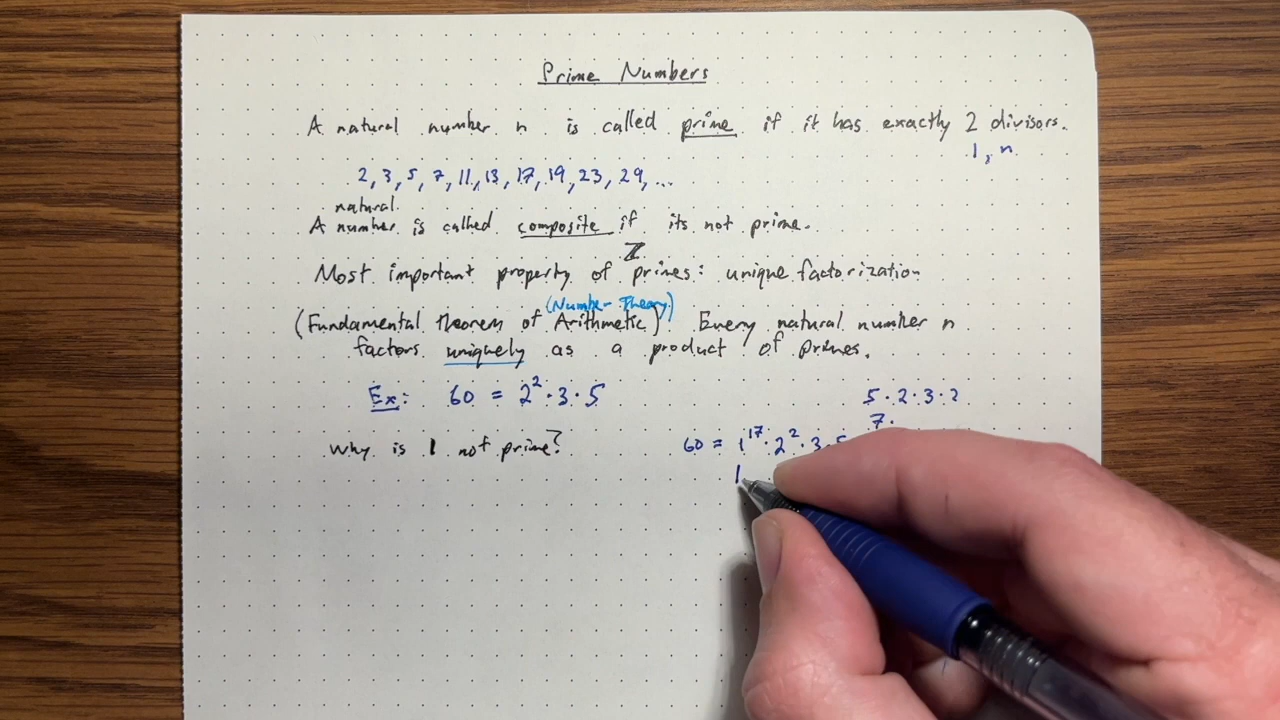 Prime Numbers
A natural number n is called prime if it has exactly 2 divisors.
1, n
2, 3, 5, 7, 11, 13, 17, 19, 23, 29, ...
natural
A number is called composite if its not prime.
ℤ
Most important property of primes: unique factorization
(Number Theory)
(Fundamental theorem of Arithmetic) Every natural number n
factors uniquely as a product of primes.
Ex: 60 = 2² · 3 · 5
5 · 2 · 3 · 2
7
why is 1 not prime?
60 = 1¹⁷ · 2² · 3 · 5
1